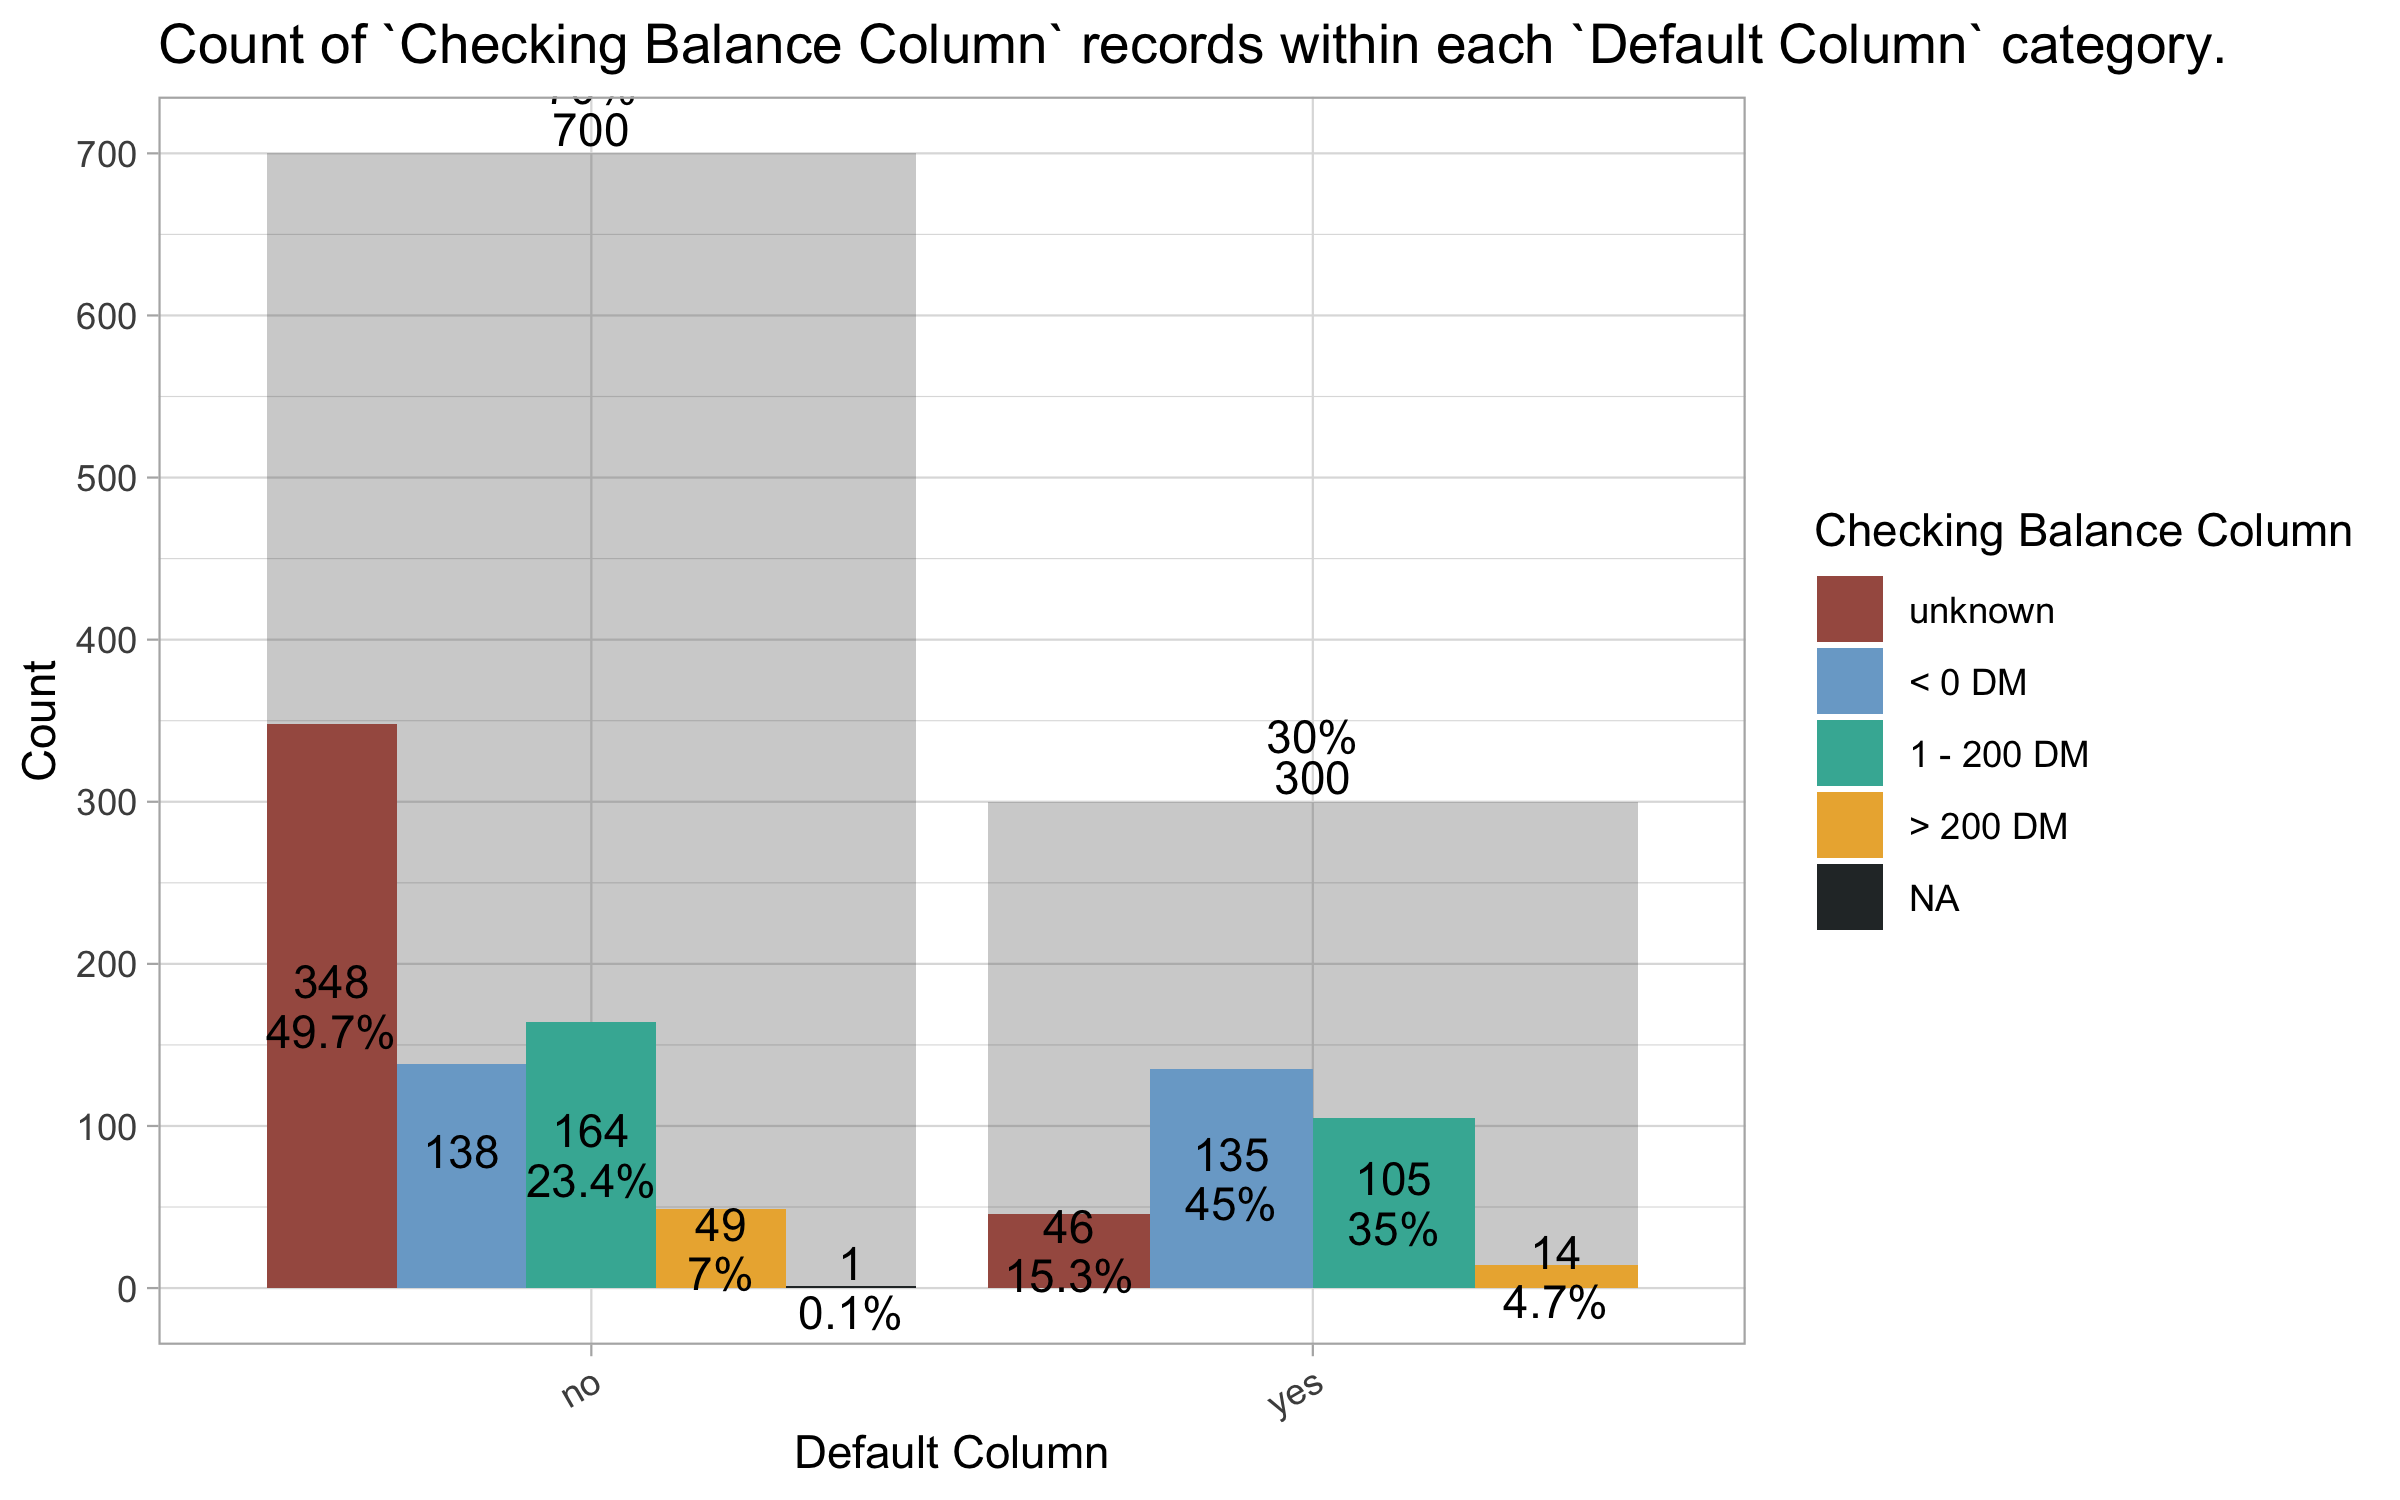 Count of `Checking Balance Column` records within each `Default Column` category.
700
700
600
500
400
300
200
100
0
Count
348
49.7%
138
164
23.4%
49
7%
1
0.1%
30%
300
46
15.3%
135
45%
105
35%
14
4.7%
no
yes
Default Column
Checking Balance Column
unknown
< 0 DM
1 - 200 DM
> 200 DM
NA